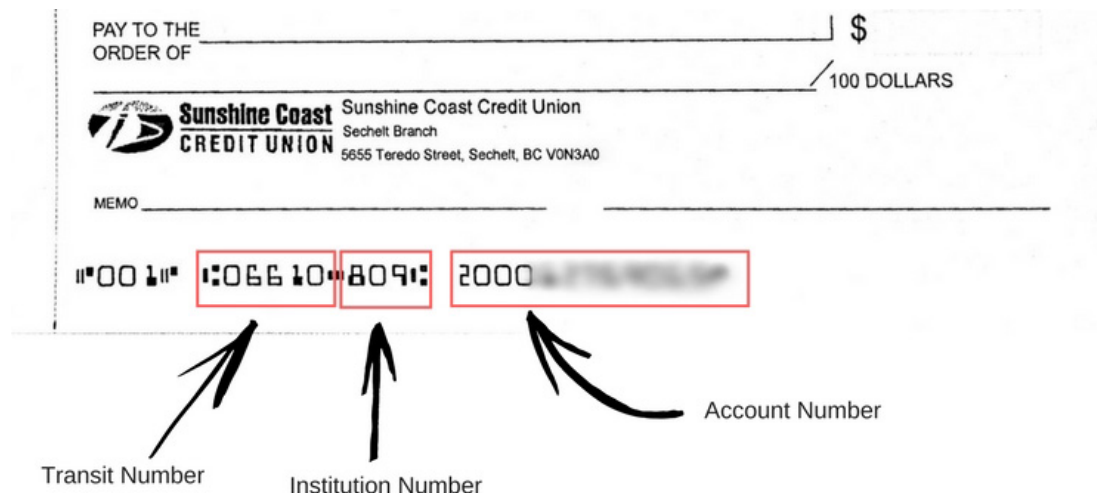 PAY TO THE
ORDER OF
$
/100 DOLLARS
Sunshine Coast
CREDIT UNION
Sunshine Coast Credit Union
Sechelt Branch
5655 Teredo Street, Sechelt, BC V0N3A0
MEMO
⑈001⑈ ⑆06610⑉809⑆ 2000
Account Number
Transit Number
Institution Number